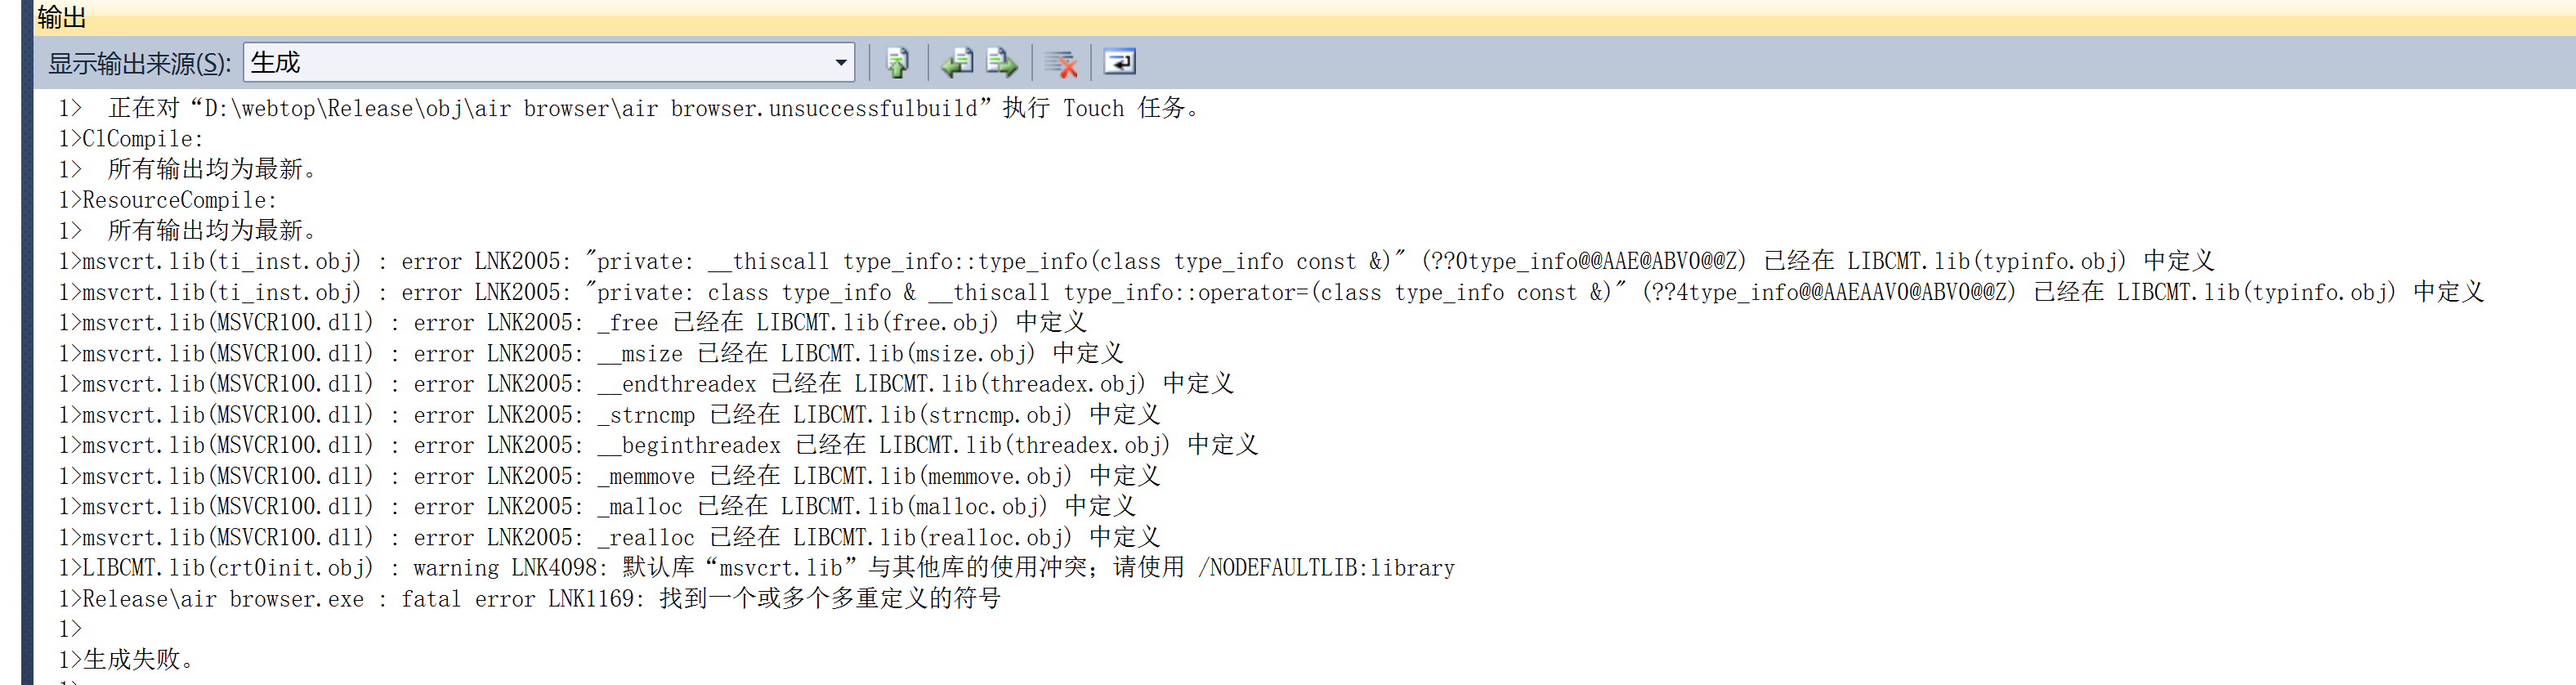 输出
显示输出来源(S): 生成
1>  正在对“D:\webtop\Release\obj\air browser\air browser.unsuccessfulbuild”执行 Touch 任务。
1>ClCompile:
1>  所有输出均为最新。
1>ResourceCompile:
1>  所有输出均为最新。
1>msvcrt.lib(ti_inst.obj) : error LNK2005: "private: __thiscall type_info::type_info(class type_info const &)" (??0type_info@@AAE@ABV0@@Z) 已经在 LIBCMT.lib(typinfo.obj) 中定义
1>msvcrt.lib(ti_inst.obj) : error LNK2005: "private: class type_info & __thiscall type_info::operator=(class type_info const &)" (??4type_info@@AAEAAV0@ABV0@@Z) 已经在 LIBCMT.lib(typinfo.obj) 中定义
1>msvcrt.lib(MSVCR100.dll) : error LNK2005: _free 已经在 LIBCMT.lib(free.obj) 中定义
1>msvcrt.lib(MSVCR100.dll) : error LNK2005: __msize 已经在 LIBCMT.lib(msize.obj) 中定义
1>msvcrt.lib(MSVCR100.dll) : error LNK2005: __endthreadex 已经在 LIBCMT.lib(threadex.obj) 中定义
1>msvcrt.lib(MSVCR100.dll) : error LNK2005: _strncmp 已经在 LIBCMT.lib(strncmp.obj) 中定义
1>msvcrt.lib(MSVCR100.dll) : error LNK2005: __beginthreadex 已经在 LIBCMT.lib(threadex.obj) 中定义
1>msvcrt.lib(MSVCR100.dll) : error LNK2005: _memmove 已经在 LIBCMT.lib(memmove.obj) 中定义
1>msvcrt.lib(MSVCR100.dll) : error LNK2005: _malloc 已经在 LIBCMT.lib(malloc.obj) 中定义
1>msvcrt.lib(MSVCR100.dll) : error LNK2005: _realloc 已经在 LIBCMT.lib(realloc.obj) 中定义
1>LIBCMT.lib(crt0init.obj) : warning LNK4098: 默认库“msvcrt.lib”与其他库的使用冲突；请使用 /NODEFAULTLIB:library
1>Release\air browser.exe : fatal error LNK1169: 找到一个或多个多重定义的符号
1>
1>生成失败。
1>